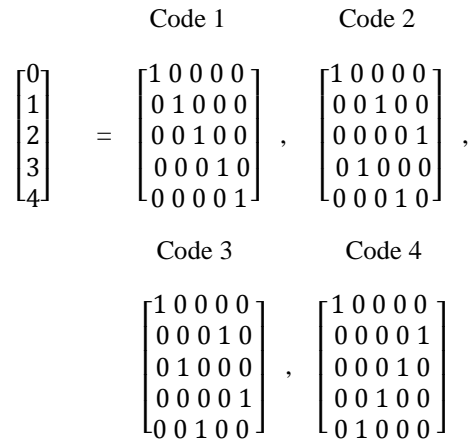 Code 1 Code 2
0 1 0 0 0 0 1 0 0 0 0
1 0 1 0 0 0 0 0 1 0 0
2 = 0 0 1 0 0 , 0 0 0 0 1 ,
3 0 0 0 1 0 0 1 0 0 0
4 0 0 0 0 1 0 0 0 1 0
Code 3 Code 4
1 0 0 0 0 1 0 0 0 0
0 0 0 1 0 0 0 0 0 1
0 1 0 0 0 , 0 0 0 1 0
0 0 0 0 1 0 0 1 0 0
0 0 1 0 0 0 1 0 0 0